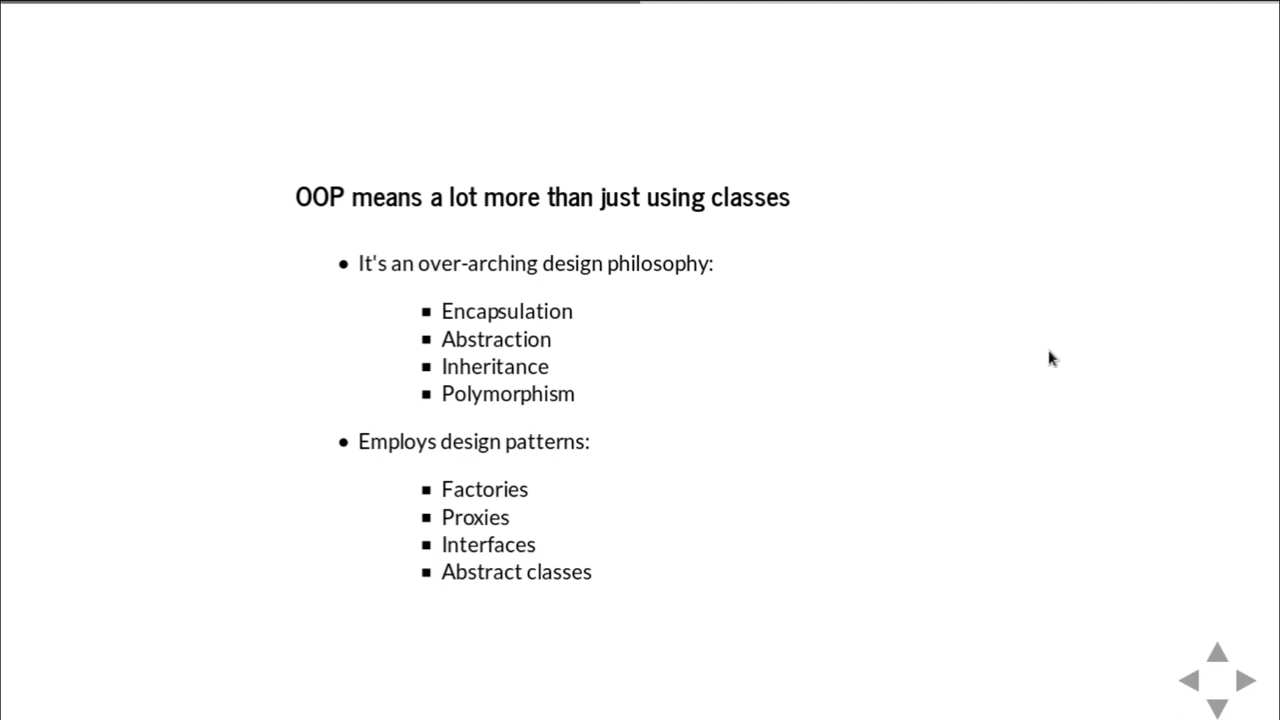 OOP means a lot more than just using classes
It's an over-arching design philosophy:
Encapsulation
Abstraction
Inheritance
Polymorphism
Employs design patterns:
Factories
Proxies
Interfaces
Abstract classes